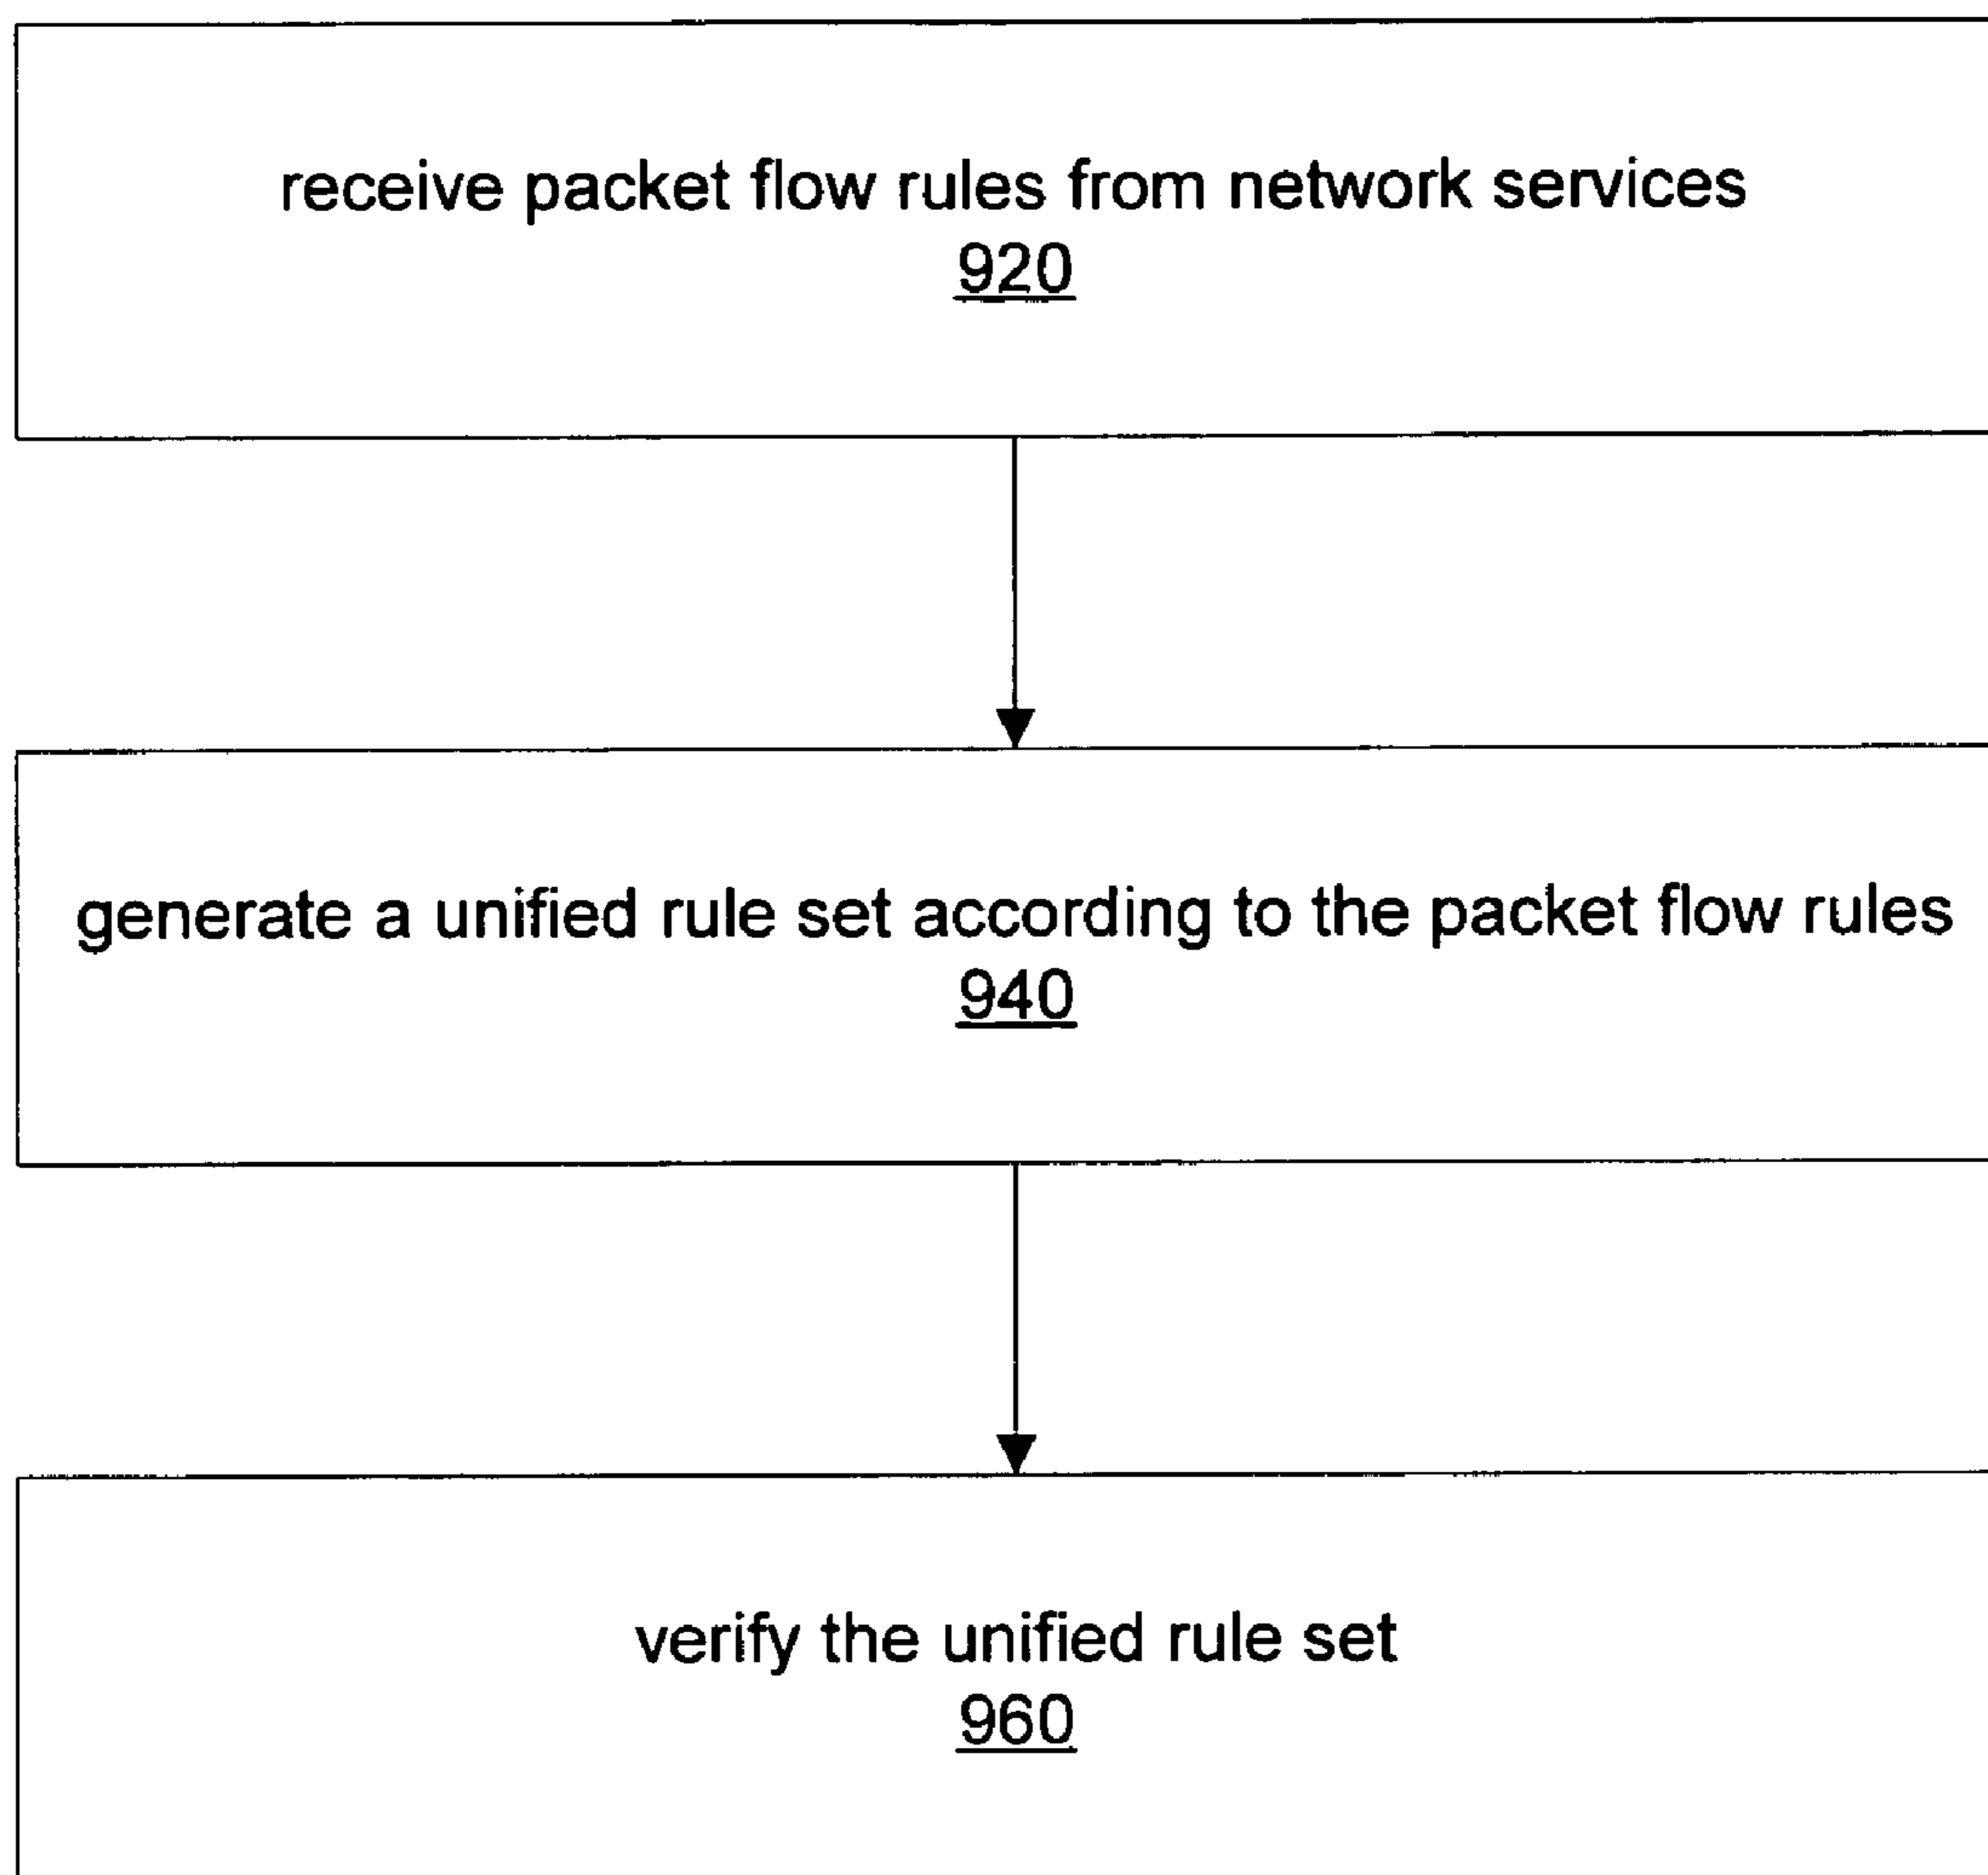 receive packet flow rules from network services
920
generate a unified rule set according to the packet flow rules
940
verify the unified rule set
960